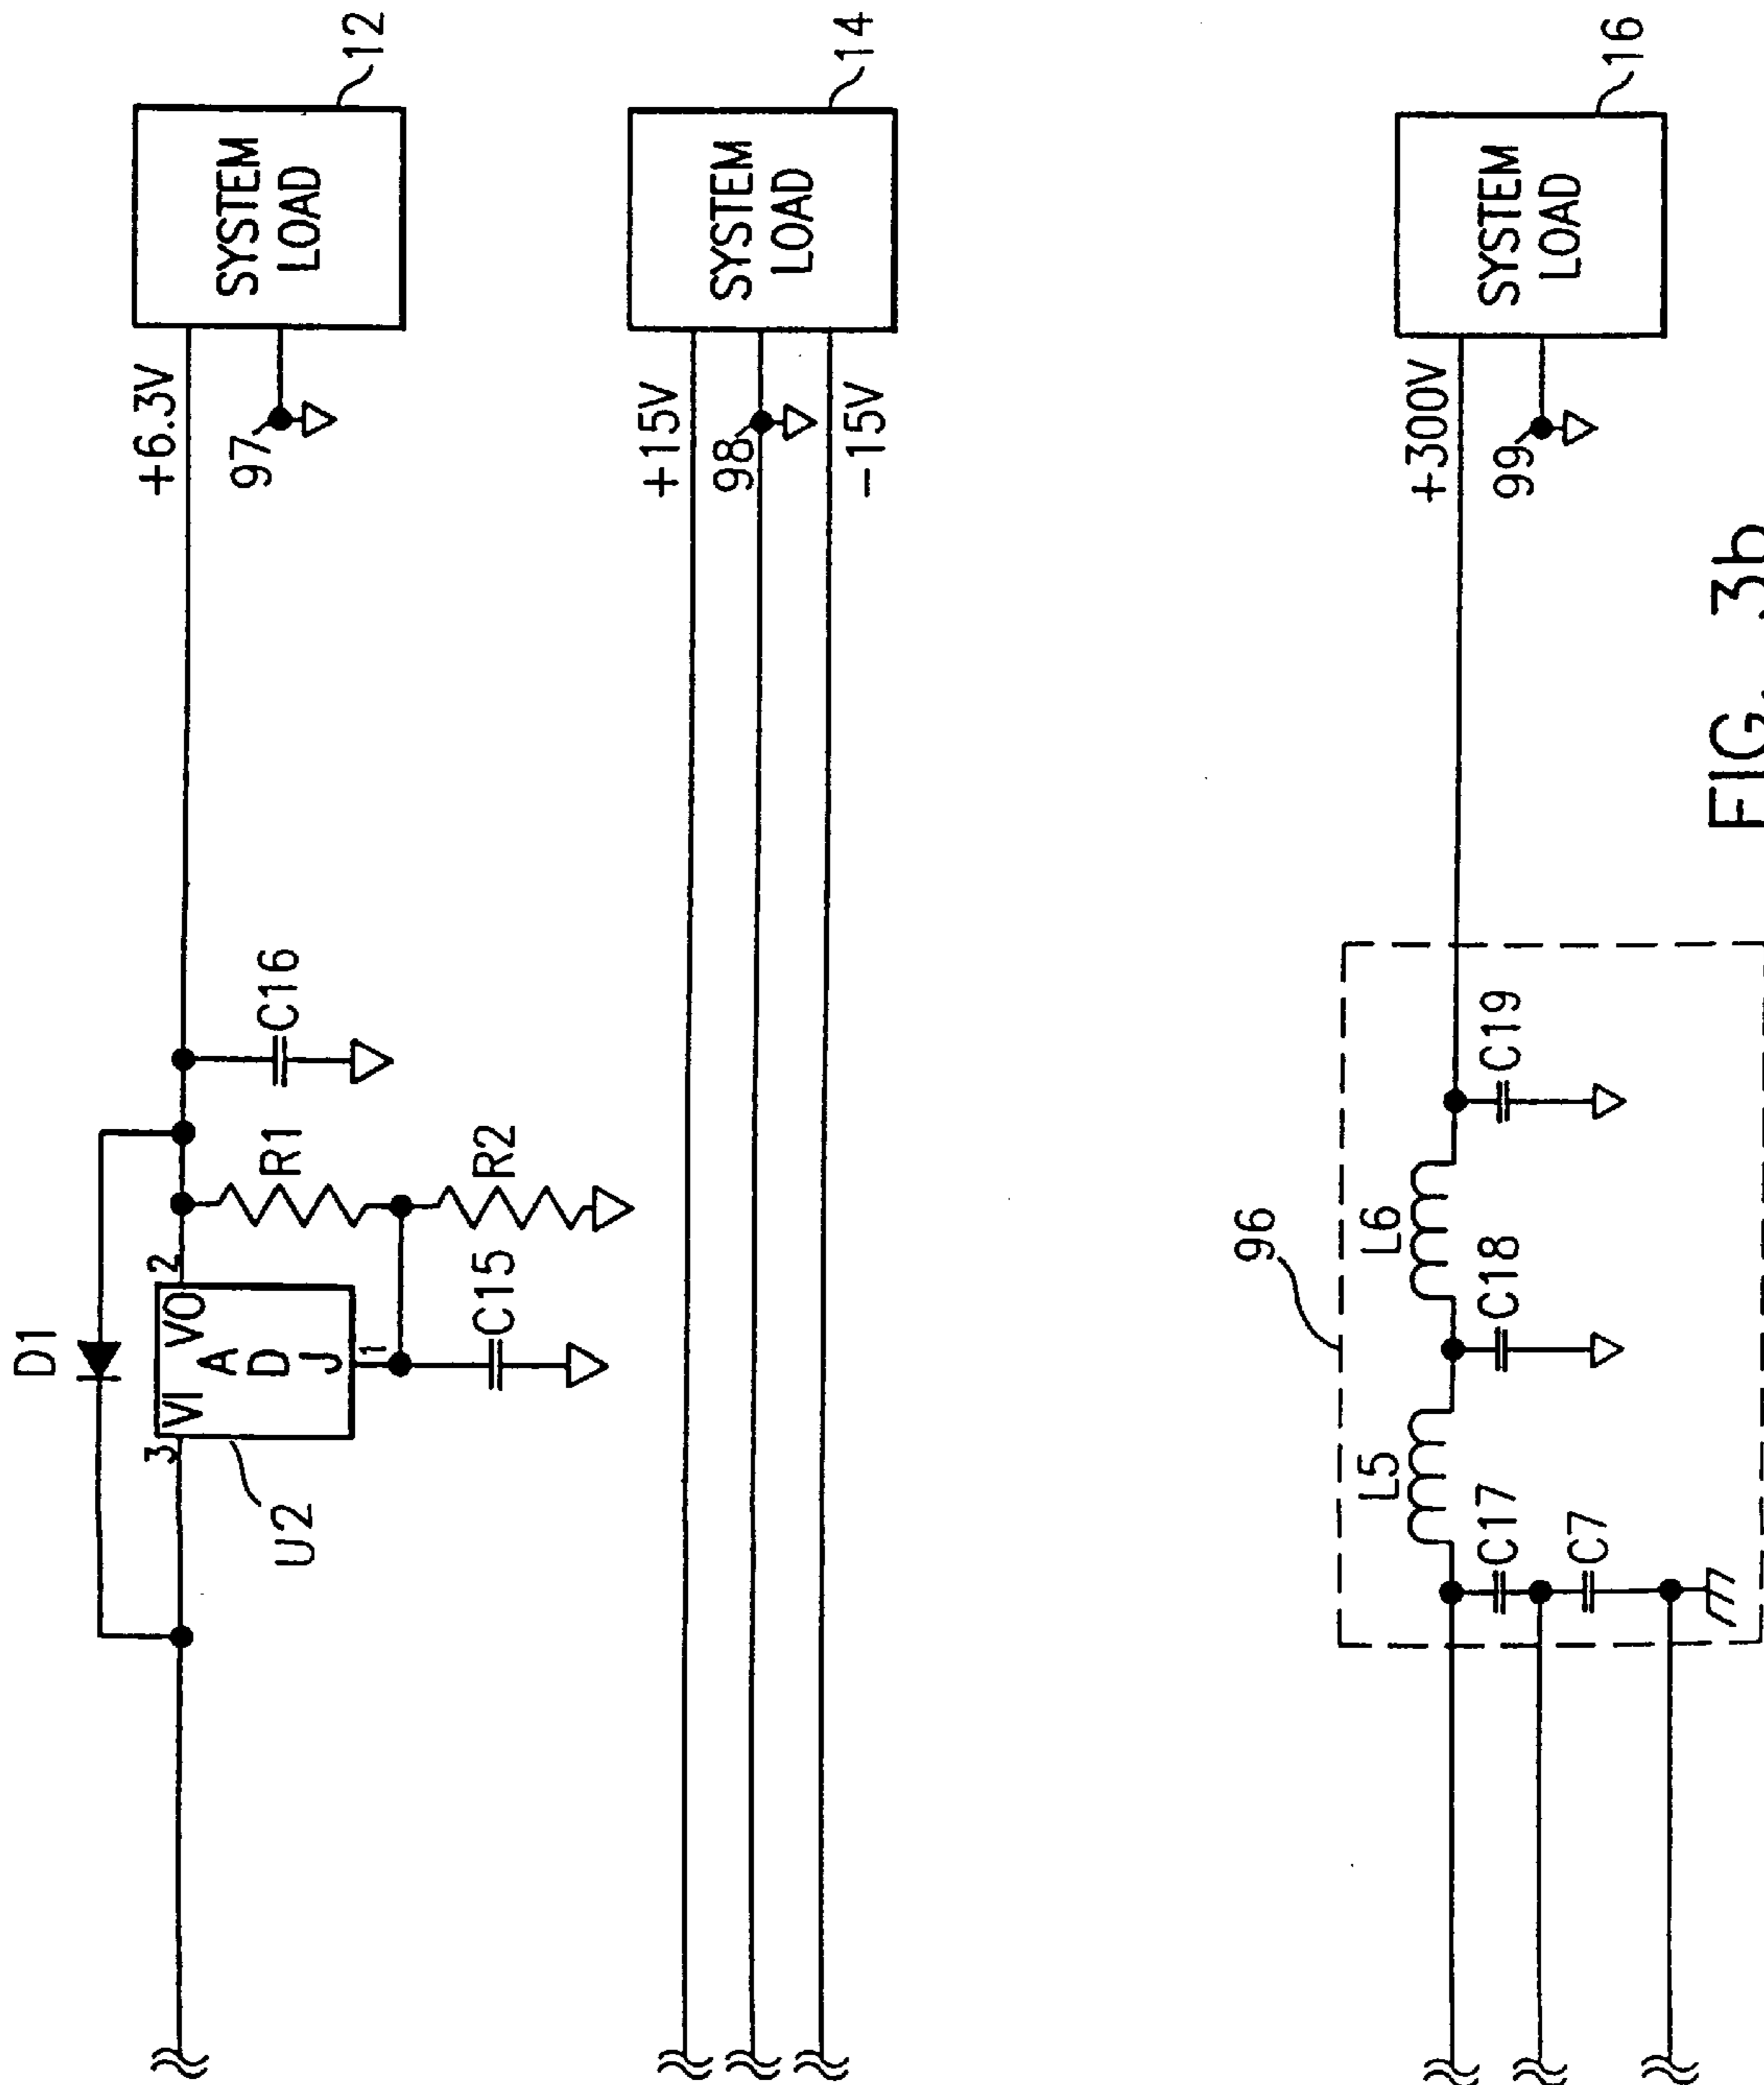 D1
3
VI
VO
2
ADJ
1
U2
R1
C16
C15
R2
+6.3V
97
SYSTEM
LOAD
12
+15V
98
-15V
SYSTEM
LOAD
14
96
L5
L6
C17
C7
C18
C19
+300V
99
SYSTEM
LOAD
16
FIG. 3b